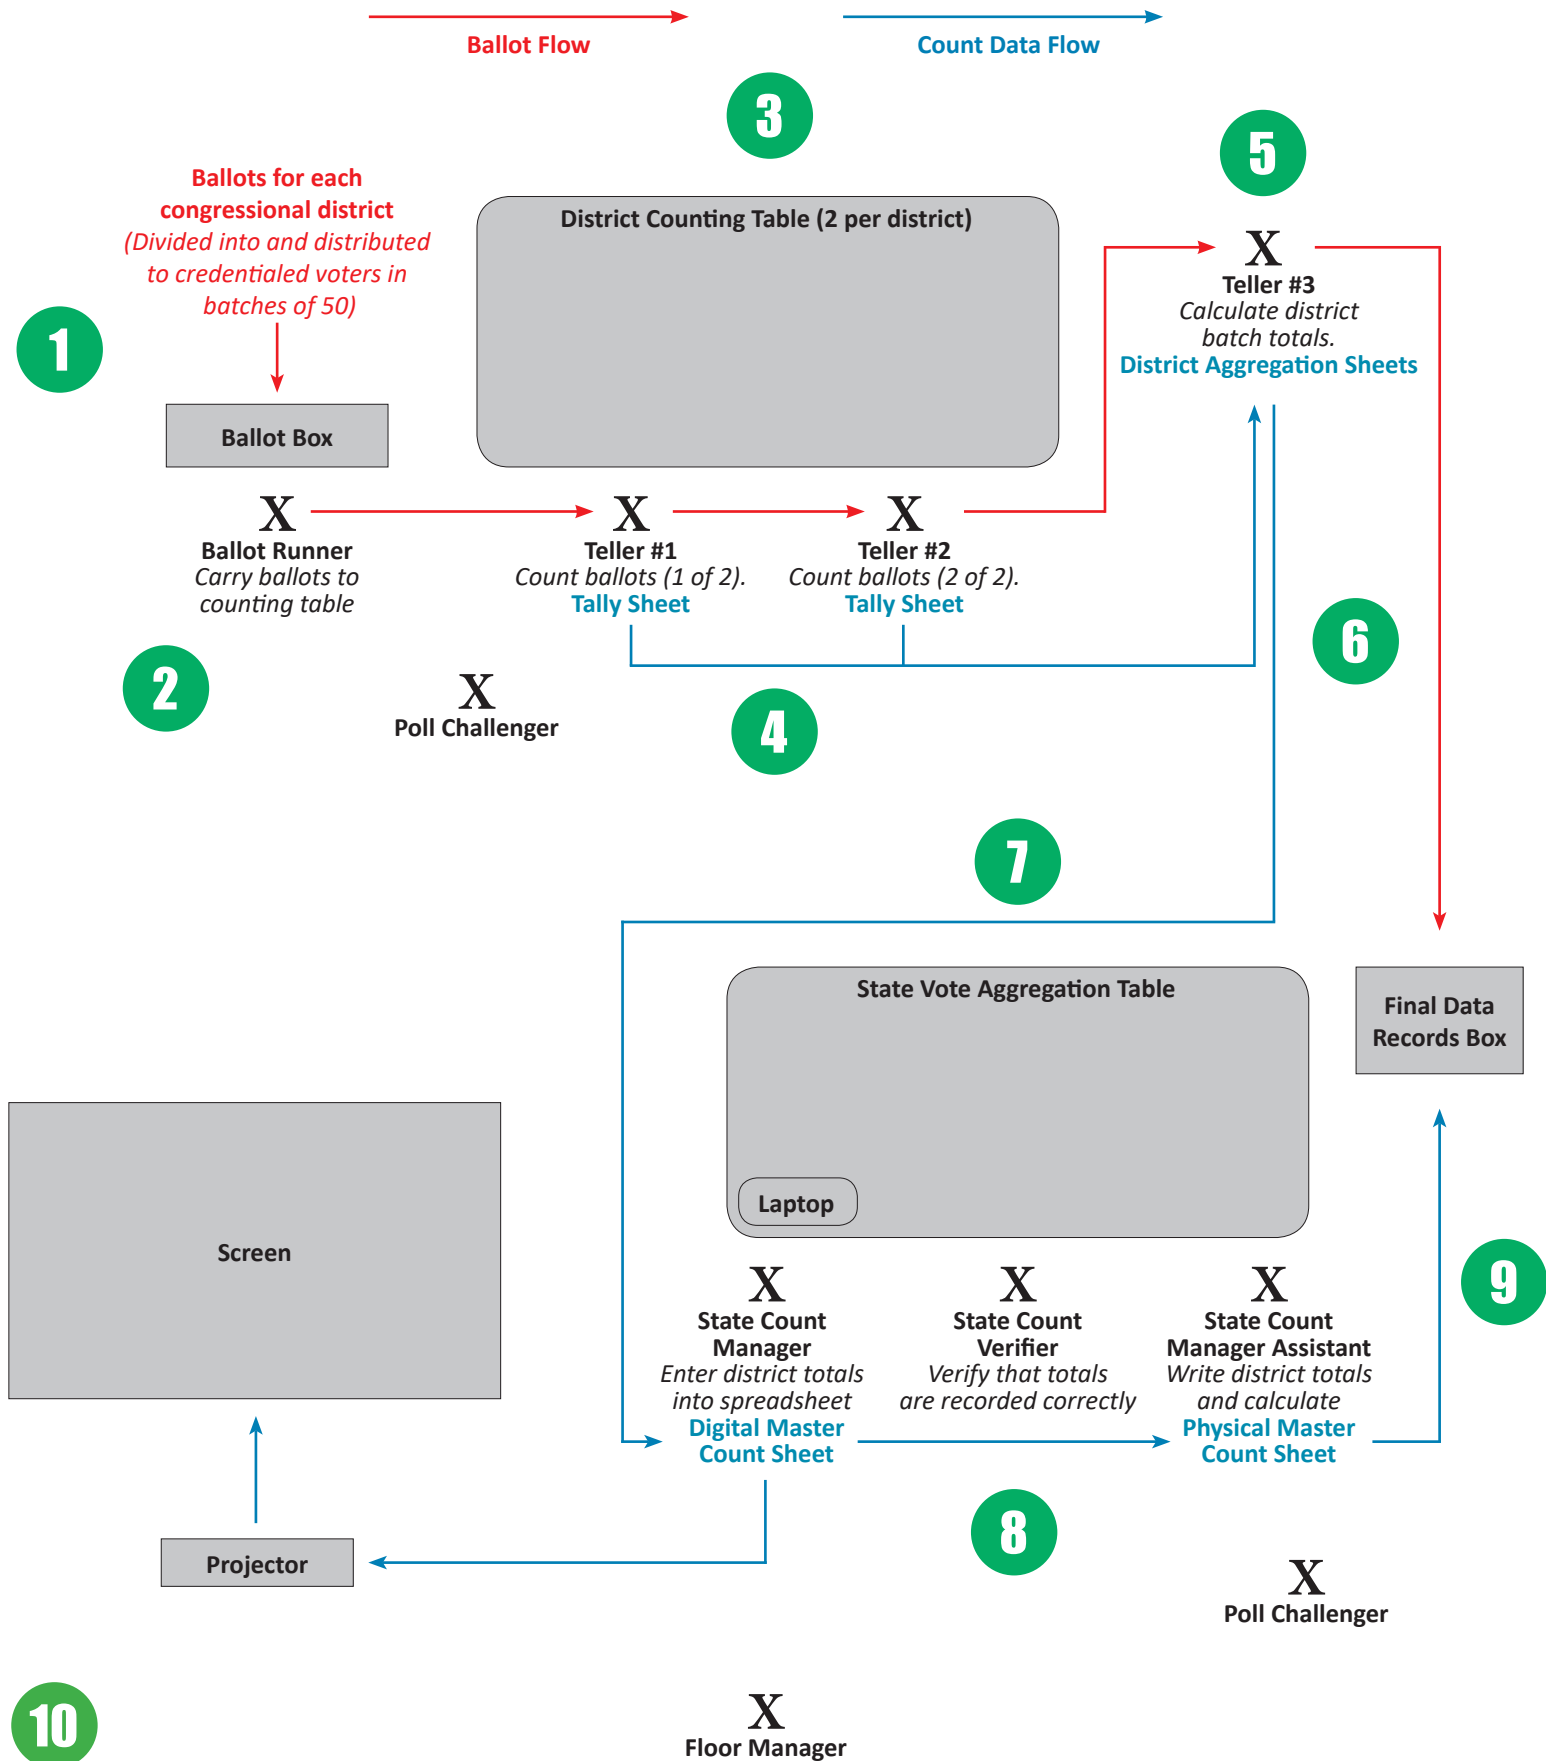 Ballot Flow
Count Data Flow
3
5
Ballots for each
congressional district
(Divided into and distributed
to credentialed voters in
batches of 50)
District Counting Table (2 per district)
X
Teller #3
Calculate district
batch totals.
District Aggregation Sheets
1
Ballot Box
X
Ballot Runner
Carry ballots to
counting table
X
Teller #1
Count ballots (1 of 2).
Tally Sheet
X
Teller #2
Count ballots (2 of 2).
Tally Sheet
6
2
X
Poll Challenger
4
7
State Vote Aggregation Table
Final Data
Records Box
Laptop
Screen
9
X
State Count
Manager
Enter district totals
into spreadsheet
Digital Master
Count Sheet
X
State Count
Verifier
Verify that totals
are recorded correctly
X
State Count
Manager Assistant
Write district totals
and calculate
Physical Master
Count Sheet
8
Projector
X
Poll Challenger
10
X
Floor Manager